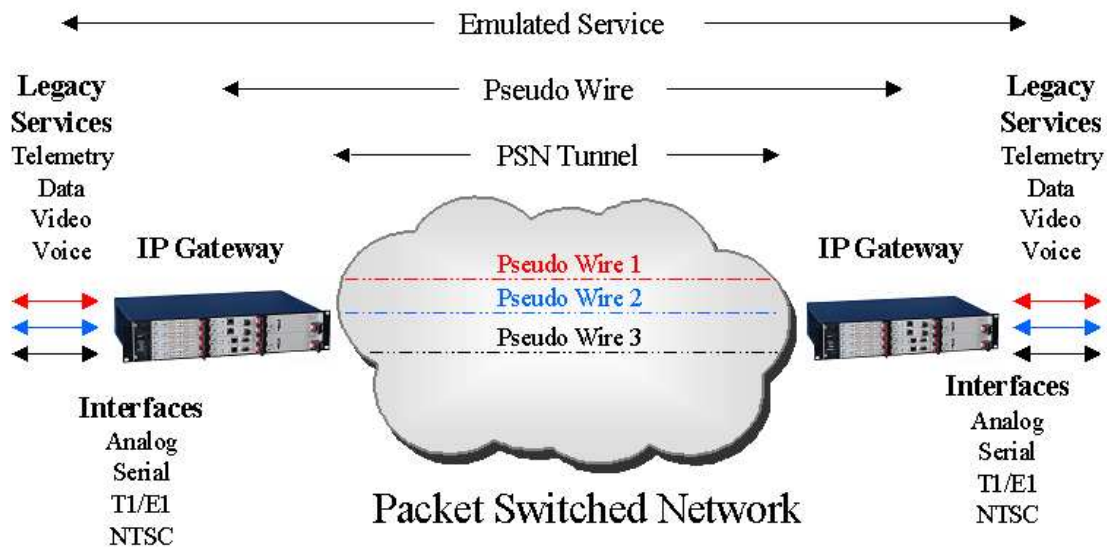 Emulated Service
Pseudo Wire
PSN Tunnel
Legacy
Services
Telemetry
Data
Video
Voice
IP Gateway
Interfaces
Analog
Serial
T1/E1
NTSC
Pseudo Wire 1
Pseudo Wire 2
Pseudo Wire 3
Packet Switched Network
Legacy
Services
Telemetry
Data
Video
Voice
IP Gateway
Interfaces
Analog
Serial
T1/E1
NTSC